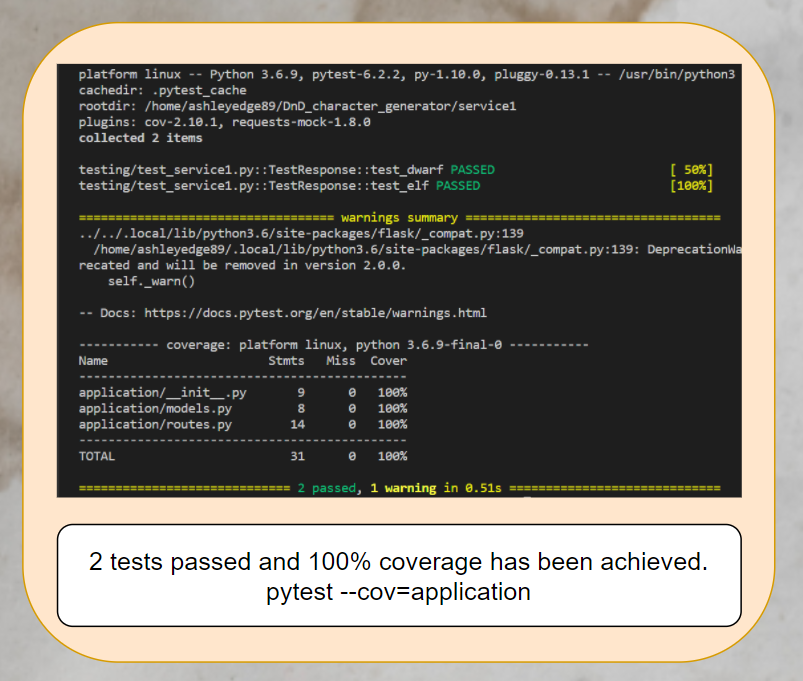 platform linux -- Python 3.6.9, pytest-6.2.2, py-1.10.0, pluggy-0.13.1 -- /usr/bin/python3
cachedir: .pytest_cache
rootdir: /home/ashleyedge89/DnD_character_generator/service1
plugins: cov-2.10.1, requests-mock-1.8.0
collected 2 items
testing/test_service1.py::TestResponse::test_dwarf PASSED [ 50%]
testing/test_service1.py::TestResponse::test_elf PASSED [100%]
=================================== warnings summary ===================================
../../.local/lib/python3.6/site-packages/flask/_compat.py:139
/home/ashleyedge89/.local/lib/python3.6/site-packages/flask/_compat.py:139: DeprecationWa
recated and will be removed in version 2.0.0.
self._warn()
-- Docs: https://docs.pytest.org/en/stable/warnings.html
----------- coverage: platform linux, python 3.6.9-final-0 -----------
Name Stmts Miss Cover
---------------------------------------------
application/__init__.py 9 0 100%
application/models.py 8 0 100%
application/routes.py 14 0 100%
---------------------------------------------
TOTAL 31 0 100%
============================= 2 passed, 1 warning in 0.51s =============================
2 tests passed and 100% coverage has been achieved.
pytest --cov=application